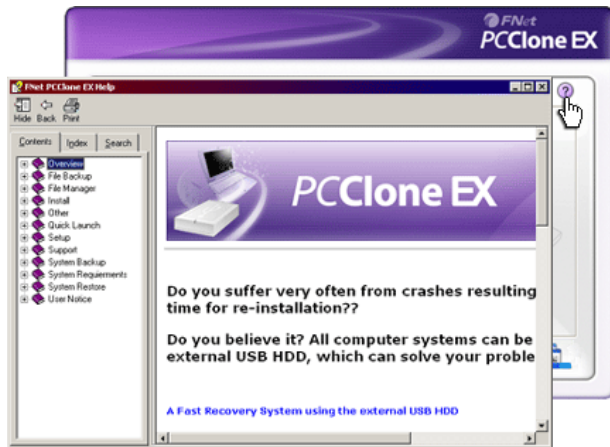 FNet
PCClone EX
FNet PCClone EX Help
Hide Back Print
Contents Index Search
Overview
File Backup
File Manager
Install
Other
Quick Launch
Setup
Support
System Backup
System Requierments
System Restore
User Notice
PCClone EX
Do you suffer very often from crashes resulting
time for re-installation??
Do you believe it? All computer systems can be
external USB HDD, which can solve your proble
A Fast Recovery System using the external USB HDD
?